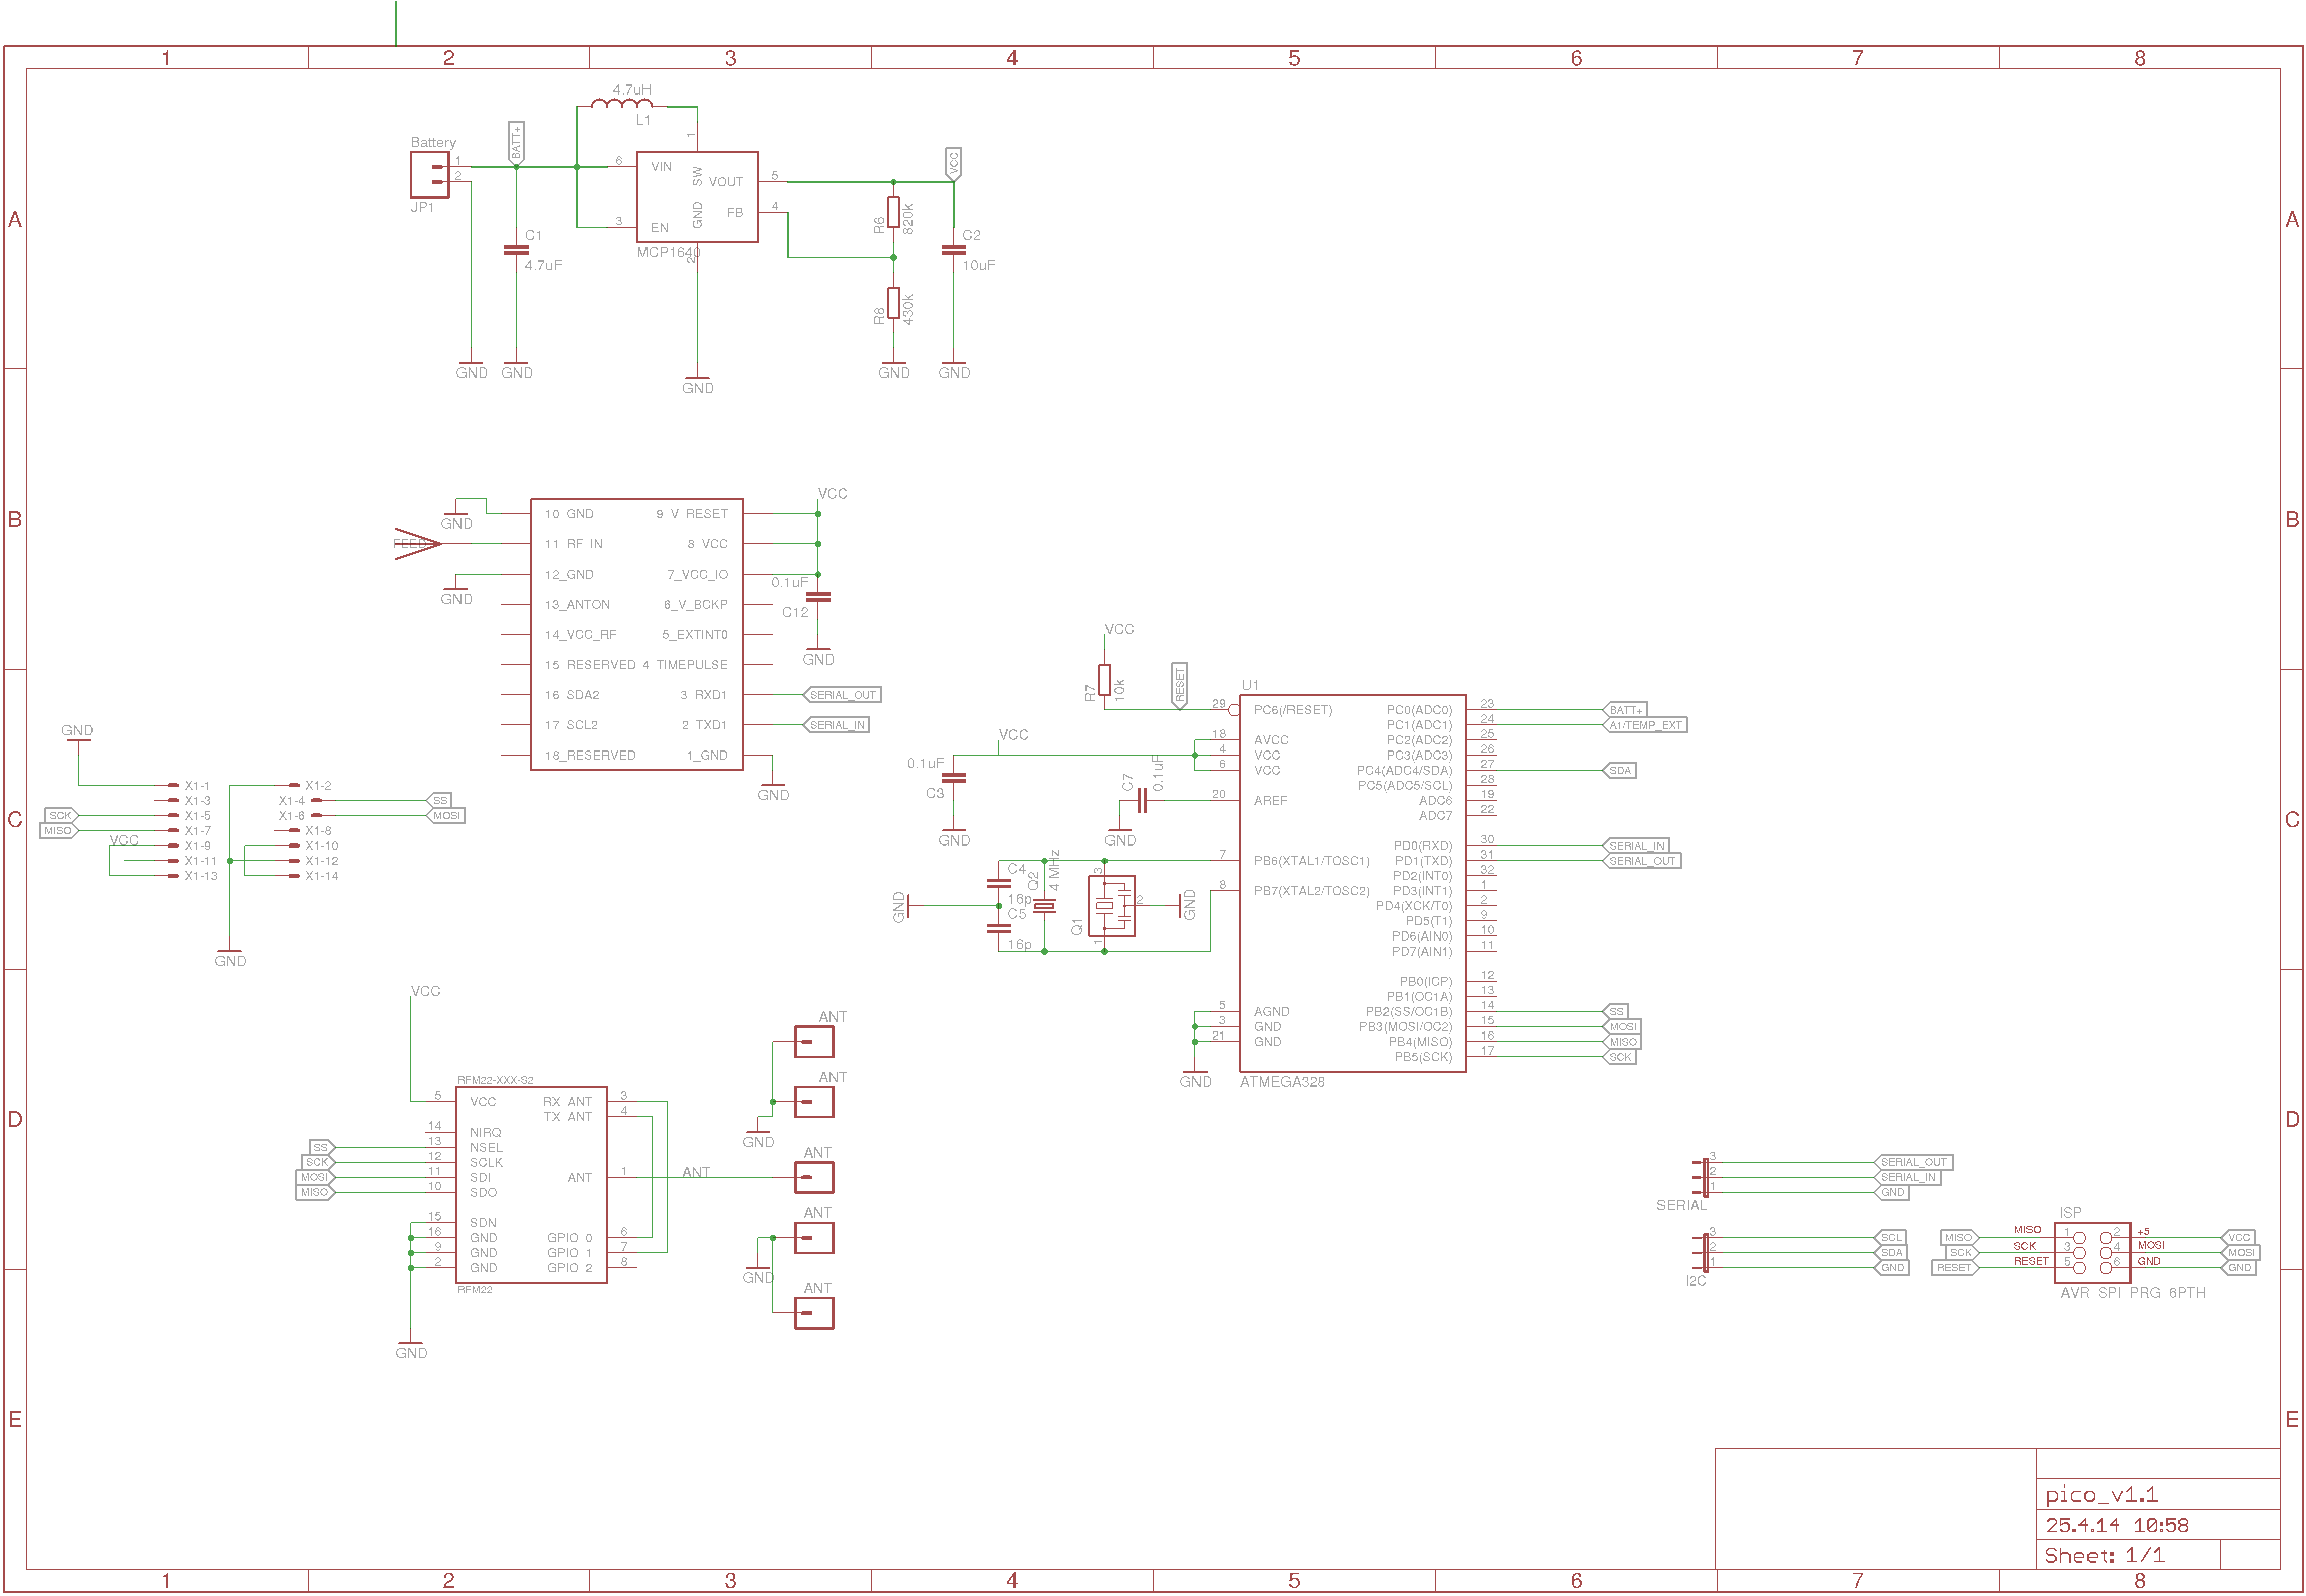 1 2 3 4 5 6 7 8
A A
B B
C C
D D
E E
4.7uH
L1
Battery
1
2
JP1
BATT+
C1
4.7uF
6 VIN
3 EN
1
SW
GND
2
VOUT 5
FB 4
MCP1640
R6
820k
R8
430k
VCC
C2
10uF
GND
GND
GND
GND
GND
GND
FEED
GND
10_GND 9_V_RESET
11_RF_IN 8_VCC
12_GND 7_VCC_IO
13_ANTON 6_V_BCKP
14_VCC_RF 5_EXTINT0
15_RESERVED 4_TIMEPULSE
16_SDA2 3_RXD1
17_SCL2 2_TXD1
18_RESERVED 1_GND
VCC
0.1uF
C12
GND
SERIAL_OUT
SERIAL_IN
GND
GND
SCK
MISO
VCC
X1-1
X1-3
X1-5
X1-7
X1-9
X1-11
X1-13
X1-2
X1-4
X1-6
X1-8
X1-10
X1-12
X1-14
SS
MOSI
GND
VCC
R7
10k
RESET
VCC
0.1uF
C3
GND
C7
0.1uF
GND
C4
16p
C5
16p
GND
Q2
4 MHz
Q1
3
2
1
GND
GND
U1
29 PC6(/RESET)
18 AVCC
4 VCC
6 VCC
20 AREF
7 PB6(XTAL1/TOSC1)
8 PB7(XTAL2/TOSC2)
5 AGND
3 GND
21 GND
PC0(ADC0) 23 BATT+
PC1(ADC1) 24 A1/TEMP_EXT
PC2(ADC2) 25
PC3(ADC3) 26
PC4(ADC4/SDA) 27 SDA
PC5(ADC5/SCL) 28
ADC6 19
ADC7 22
PD0(RXD) 30 SERIAL_IN
PD1(TXD) 31 SERIAL_OUT
PD2(INT0) 32
PD3(INT1) 1
PD4(XCK/T0) 2
PD5(T1) 9
PD6(AIN0) 10
PD7(AIN1) 11
PB0(ICP) 12
PB1(OC1A) 13
PB2(SS/OC1B) 14 SS
PB3(MOSI/OC2) 15 MOSI
PB4(MISO) 16 MISO
PB5(SCK) 17 SCK
ATMEGA328
VCC
RFM22-XXX-S2
5 VCC
14 NIRQ
SS 13 NSEL
SCK 12 SCLK
MOSI 11 SDI
MISO 10 SDO
15 SDN
16 GND
9 GND
2 GND
RX_ANT 3
TX_ANT 4
ANT 1
GPIO_0 6
GPIO_1 7
GPIO_2 8
RFM22
GND
ANT
ANT
ANT
GND
ANT
ANT
GND
ANT
3 SERIAL_OUT
2 SERIAL_IN
1 GND
SERIAL
3 SCL
2 SDA
1 GND
I2C
ISP
MISO MISO 1 2 +5 VCC
SCK SCK 3 4 MOSI MOSI
RESET RESET 5 6 GND GND
AVR_SPI_PRG_6PTH
pico_v1.1
25.4.14 10:58
Sheet: 1/1
1 2 3 4 5 6 7 8